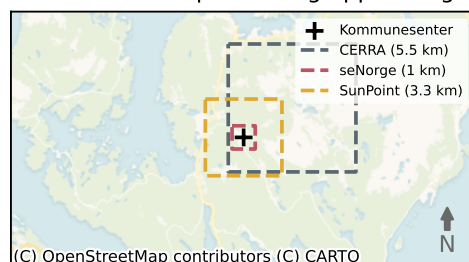 Kommunesenter
CERRA (5.5 km)
seNorge (1 km)
SunPoint (3.3 km)
N
(C) OpenStreetMap contributors (C) CARTO